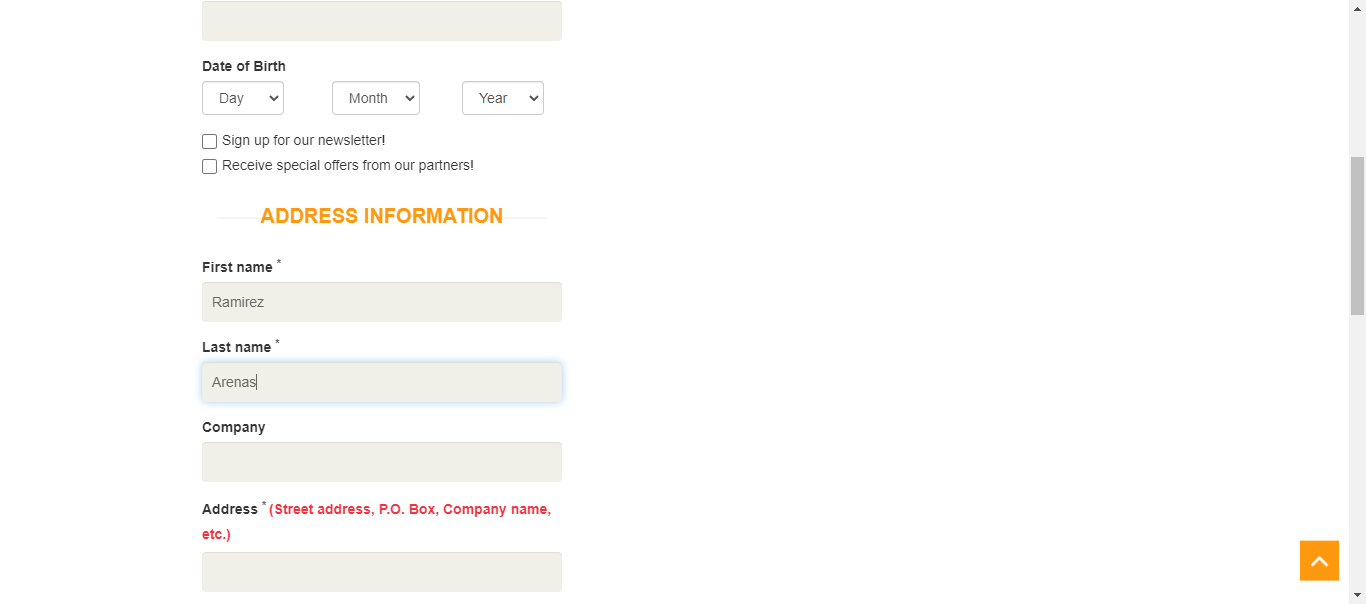 Date of Birth
Day Month Year
Sign up for our newsletter!
Receive special offers from our partners!
ADDRESS INFORMATION
First name *
Ramirez
Last name *
Arenas
Company
Address * (Street address, P.O. Box, Company name,
etc.)